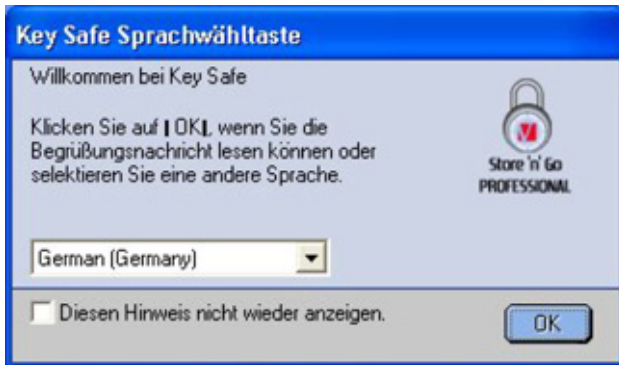 Key Safe Sprachwähltaste
Willkommen bei Key Safe
Klicken Sie auf | OK|, wenn Sie die
Begrüßungsnachricht lesen können oder
selektieren Sie eine andere Sprache.
Store 'n' Go
PROFESSIONAL
German (Germany)
Diesen Hinweis nicht wieder anzeigen.
OK